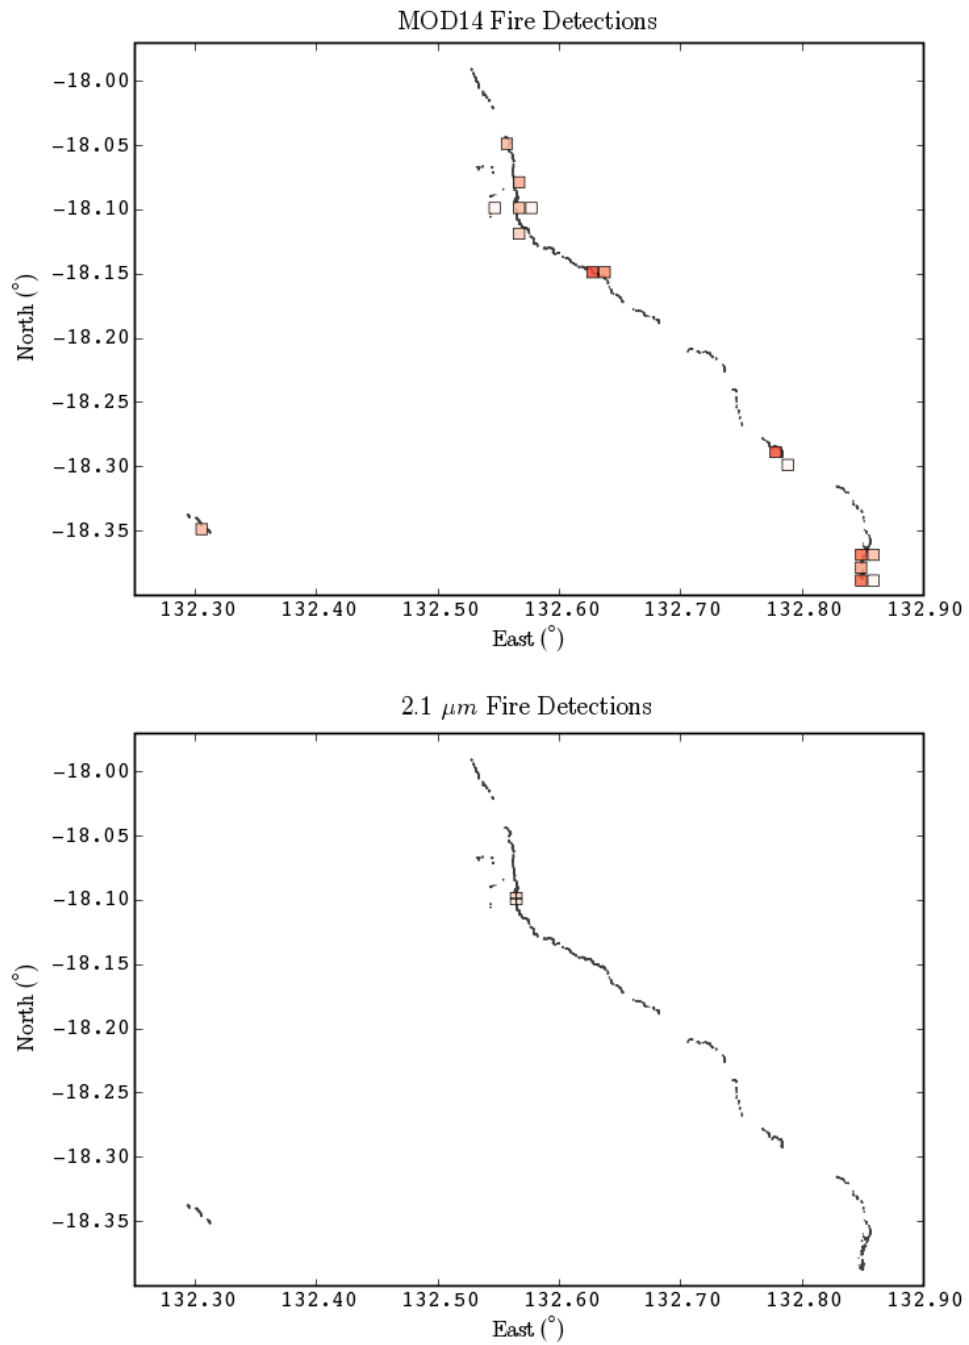 MOD14 Fire Detections
−18.00
−18.05
−18.10
−18.15
−18.20
−18.25
−18.30
−18.35
North (°)
132.30 132.40 132.50 132.60 132.70 132.80 132.90
East (°)
2.1 μm Fire Detections
−18.00
−18.05
−18.10
−18.15
−18.20
−18.25
−18.30
−18.35
North (°)
132.30 132.40 132.50 132.60 132.70 132.80 132.90
East (°)